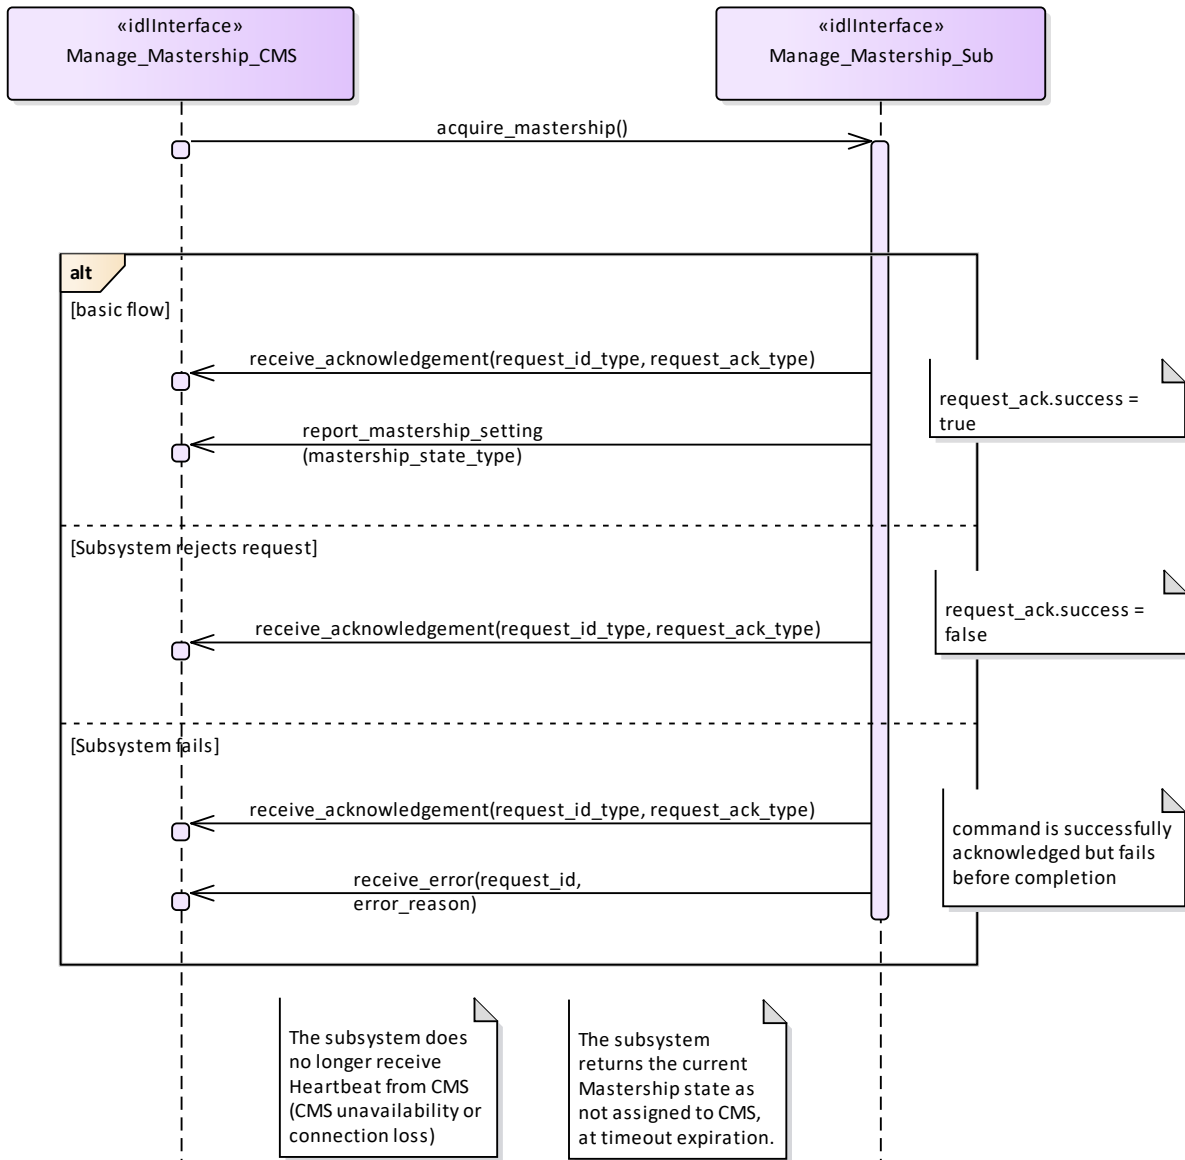 «idlInterface»
Manage_Mastership_CMS
«idlInterface»
Manage_Mastership_Sub
acquire_mastership()
alt
[basic flow]
receive_acknowledgement(request_id_type, request_ack_type)
request_ack.success =
true
report_mastership_setting
(mastership_state_type)
[Subsystem rejects request]
request_ack.success =
false
receive_acknowledgement(request_id_type, request_ack_type)
[Subsystem fails]
receive_acknowledgement(request_id_type, request_ack_type)
command is successfully
acknowledged but fails
before completion
receive_error(request_id,
error_reason)
The subsystem does
no longer receive
Heartbeat from CMS
(CMS unavailability or
connection loss)
The subsystem
returns the current
Mastership state as
not assigned to CMS,
at timeout expiration.